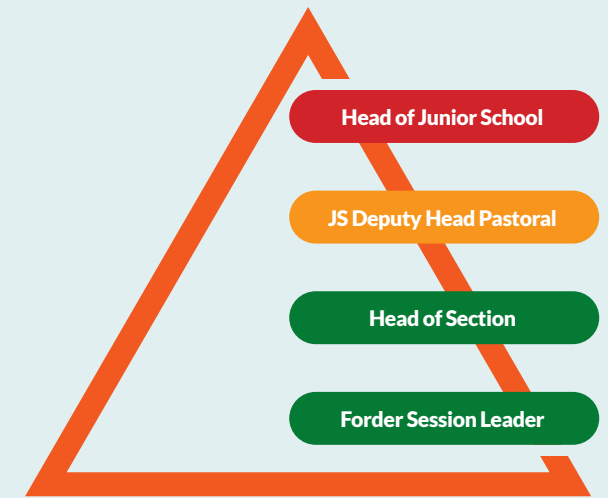 Head of Junior School
JS Deputy Head Pastoral
Head of Section
Forder Session Leader